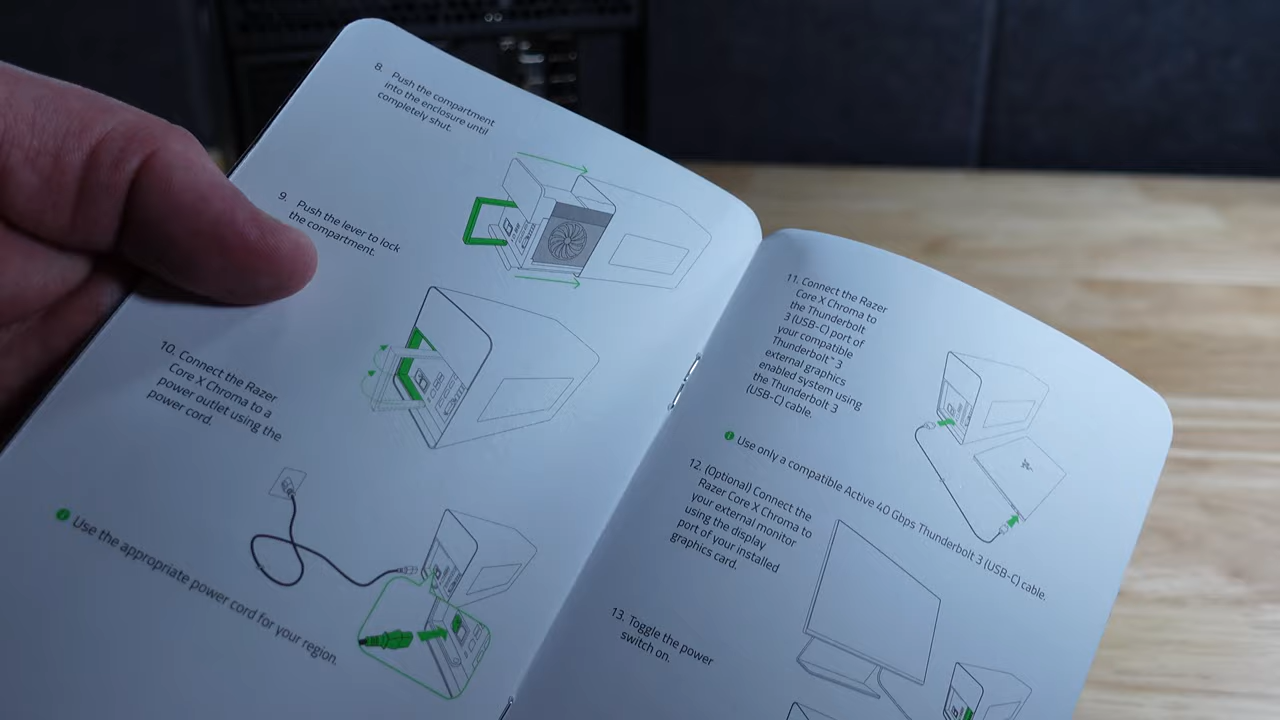 8. Push the compartment
into the enclosure until
completely shut.
9. Push the lever to lock
the compartment.
10. Connect the Razer
Core X Chroma to a
power outlet using the
power cord.
Use the appropriate power cord for your region.
11. Connect the Razer
Core X Chroma to
the Thunderbolt
3 (USB-C) port of
your compatible
Thunderbolt™ 3
external graphics
enabled system using
the Thunderbolt 3
(USB-C) cable.
Use only a compatible Active 40 Gbps Thunderbolt 3 (USB-C) cable.
12. (Optional) Connect the
Razer Core X Chroma to
your external monitor
using the display
port of your installed
graphics card.
13. Toggle the power
switch on.